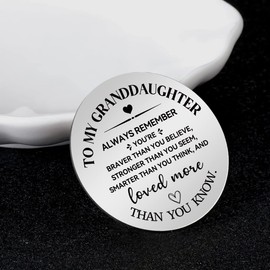 TO MY GRANDDAUGHTER
ALWAYS REMEMBER
YOU'RE
BRAVER THAN YOU BELIEVE,
STRONGER THAN YOU SEEM,
SMARTER THAN YOU THINK, AND
loved more
THAN YOU KNOW.